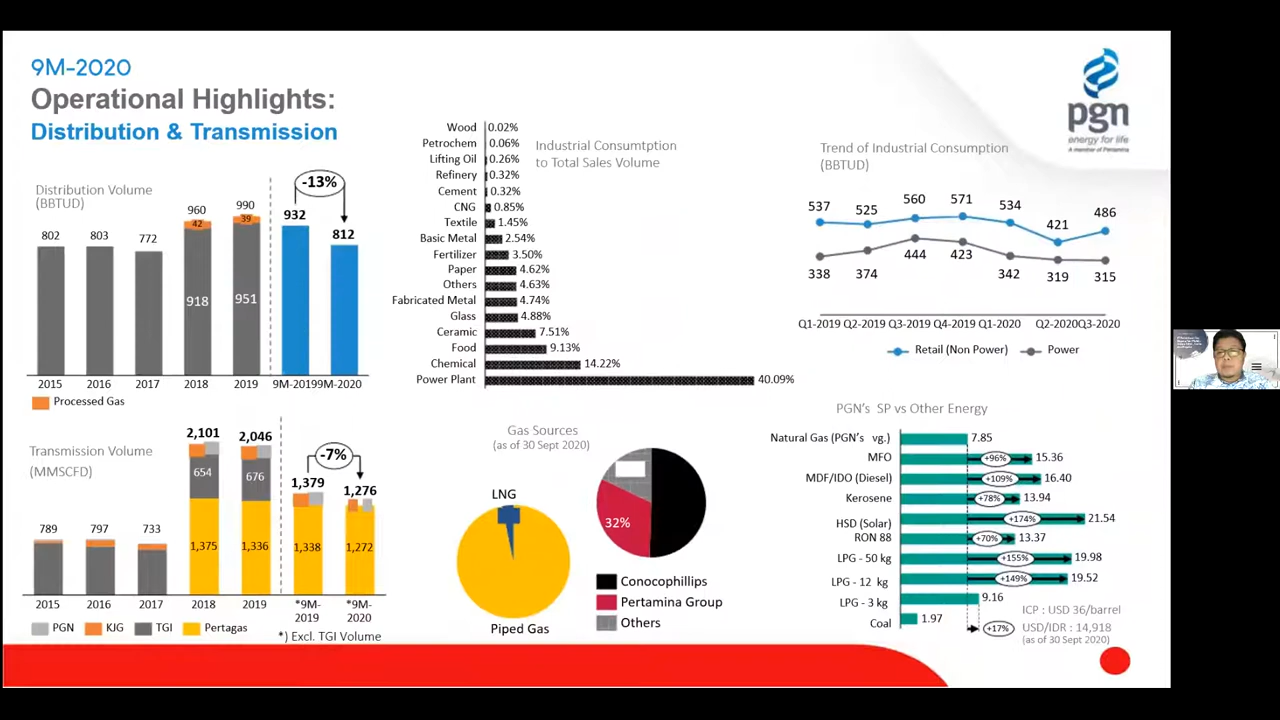 9M-2020
Operational Highlights:
Distribution & Transmission
pgn
energy for life
A member of Pertamina
Distribution Volume
(BBTUD)
802
803
772
960
42
918
990
39
951
932
-13%
812
2015
2016
2017
2018
2019
9M-2019
9M-2020
Processed Gas
Transmission Volume
(MMSCFD)
789
797
733
2,101
654
1,375
2,046
676
1,336
1,379
-7%
1,338
1,276
1,272
2015
2016
2017
2018
2019
*9M-
2019
*9M-
2020
PGN
KJG
TGI
Pertagas
*) Excl. TGI Volume
Industrial Consumtption
to Total Sales Volume
Wood 0.02%
Petrochem 0.06%
Lifting Oil 0.26%
Refinery 0.32%
Cement 0.32%
CNG 0.85%
Textile 1.45%
Basic Metal 2.54%
Fertilizer 3.50%
Paper 4.62%
Others 4.63%
Fabricated Metal 4.74%
Glass 4.88%
Ceramic 7.51%
Food 9.13%
Chemical 14.22%
Power Plant 40.09%
Gas Sources
(as of 30 Sept 2020)
LNG
Piped Gas
32%
Conocophillips
Pertamina Group
Others
Trend of Industrial Consumption
(BBTUD)
537 525 560 571 534 421 486
338 374 444 423 342 319 315
Q1-2019 Q2-2019 Q3-2019 Q4-2019 Q1-2020 Q2-2020 Q3-2020
Retail (Non Power)
Power
PGN's SP vs Other Energy
Natural Gas (PGN's vg.) 7.85
MFO +96% 15.36
MDF/IDO (Diesel) +109% 16.40
Kerosene +78% 13.94
HSD (Solar) +174% 21.54
RON 88 +70% 13.37
LPG - 50 kg +155% 19.98
LPG - 12 kg +149% 19.52
LPG - 3 kg 9.16
Coal 1.97
+17%
ICP : USD 36/barrel
USD/IDR : 14,918
(as of 30 Sept 2020)